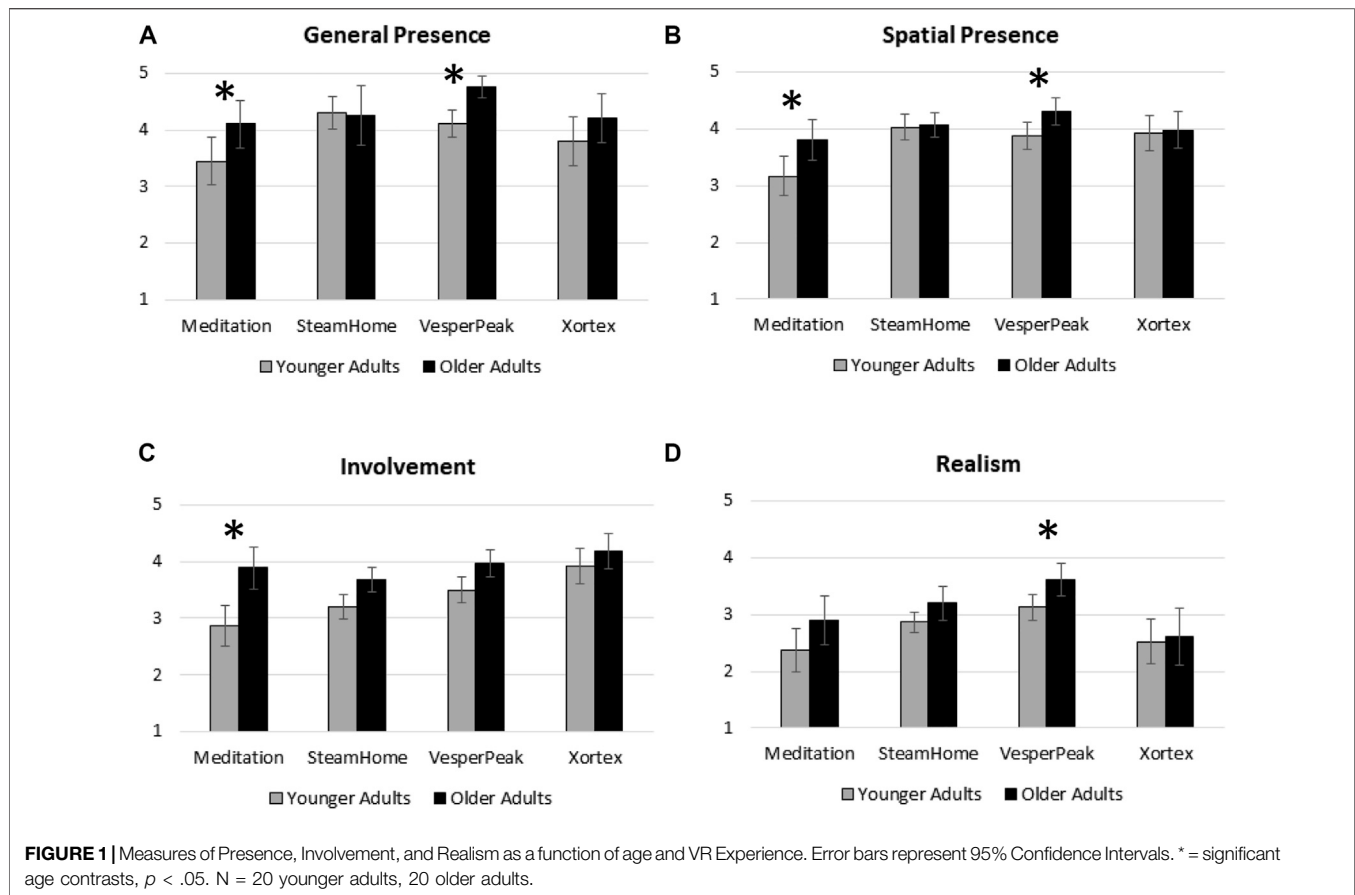 A
General Presence
*
*
5
4
3
2
1
Meditation SteamHome VesperPeak Xortex
Younger Adults Older Adults
B
Spatial Presence
*
*
5
4
3
2
1
Meditation SteamHome VesperPeak Xortex
Younger Adults Older Adults
C
Involvement
*
5
4
3
2
1
Meditation SteamHome VesperPeak Xortex
Younger Adults Older Adults
D
Realism
*
5
4
3
2
1
Meditation SteamHome VesperPeak Xortex
Younger Adults Older Adults
FIGURE 1 | Measures of Presence, Involvement, and Realism as a function of age and VR Experience. Error bars represent 95% Confidence Intervals. * = significant
age contrasts, p < .05. N = 20 younger adults, 20 older adults.